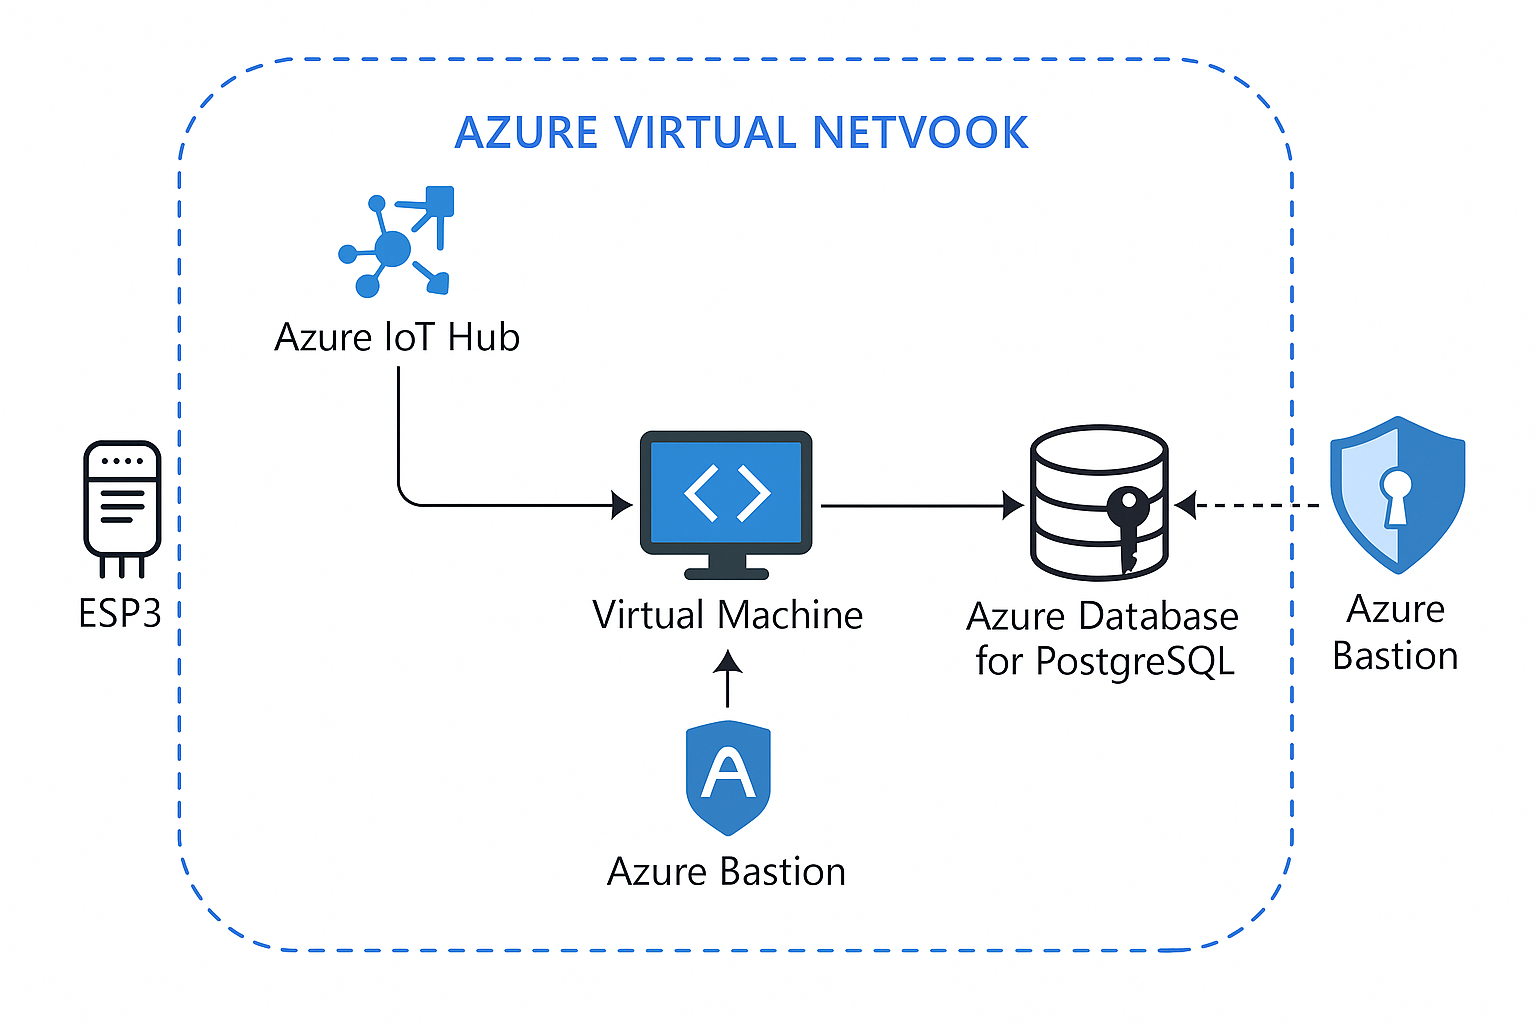 AZURE VIRTUAL NETVOOK
Azure IoT Hub
ESP3
Virtual Machine
Azure Database
for PostgreSQL
Azure
Bastion
A
Azure Bastion